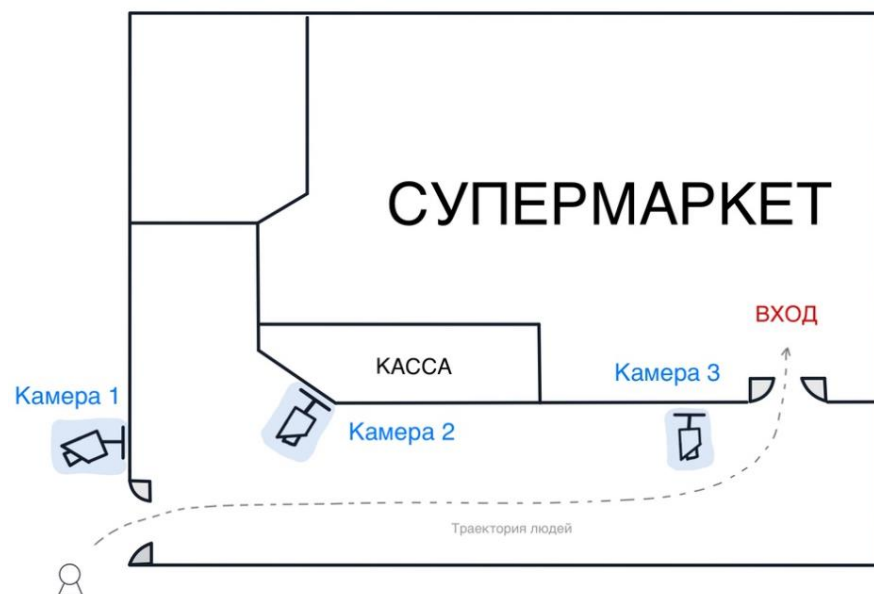 СУПЕРМАРКЕТ
ВХОД
КАССА
Камера 3
Камера 1
Камера 2
Траектория людей